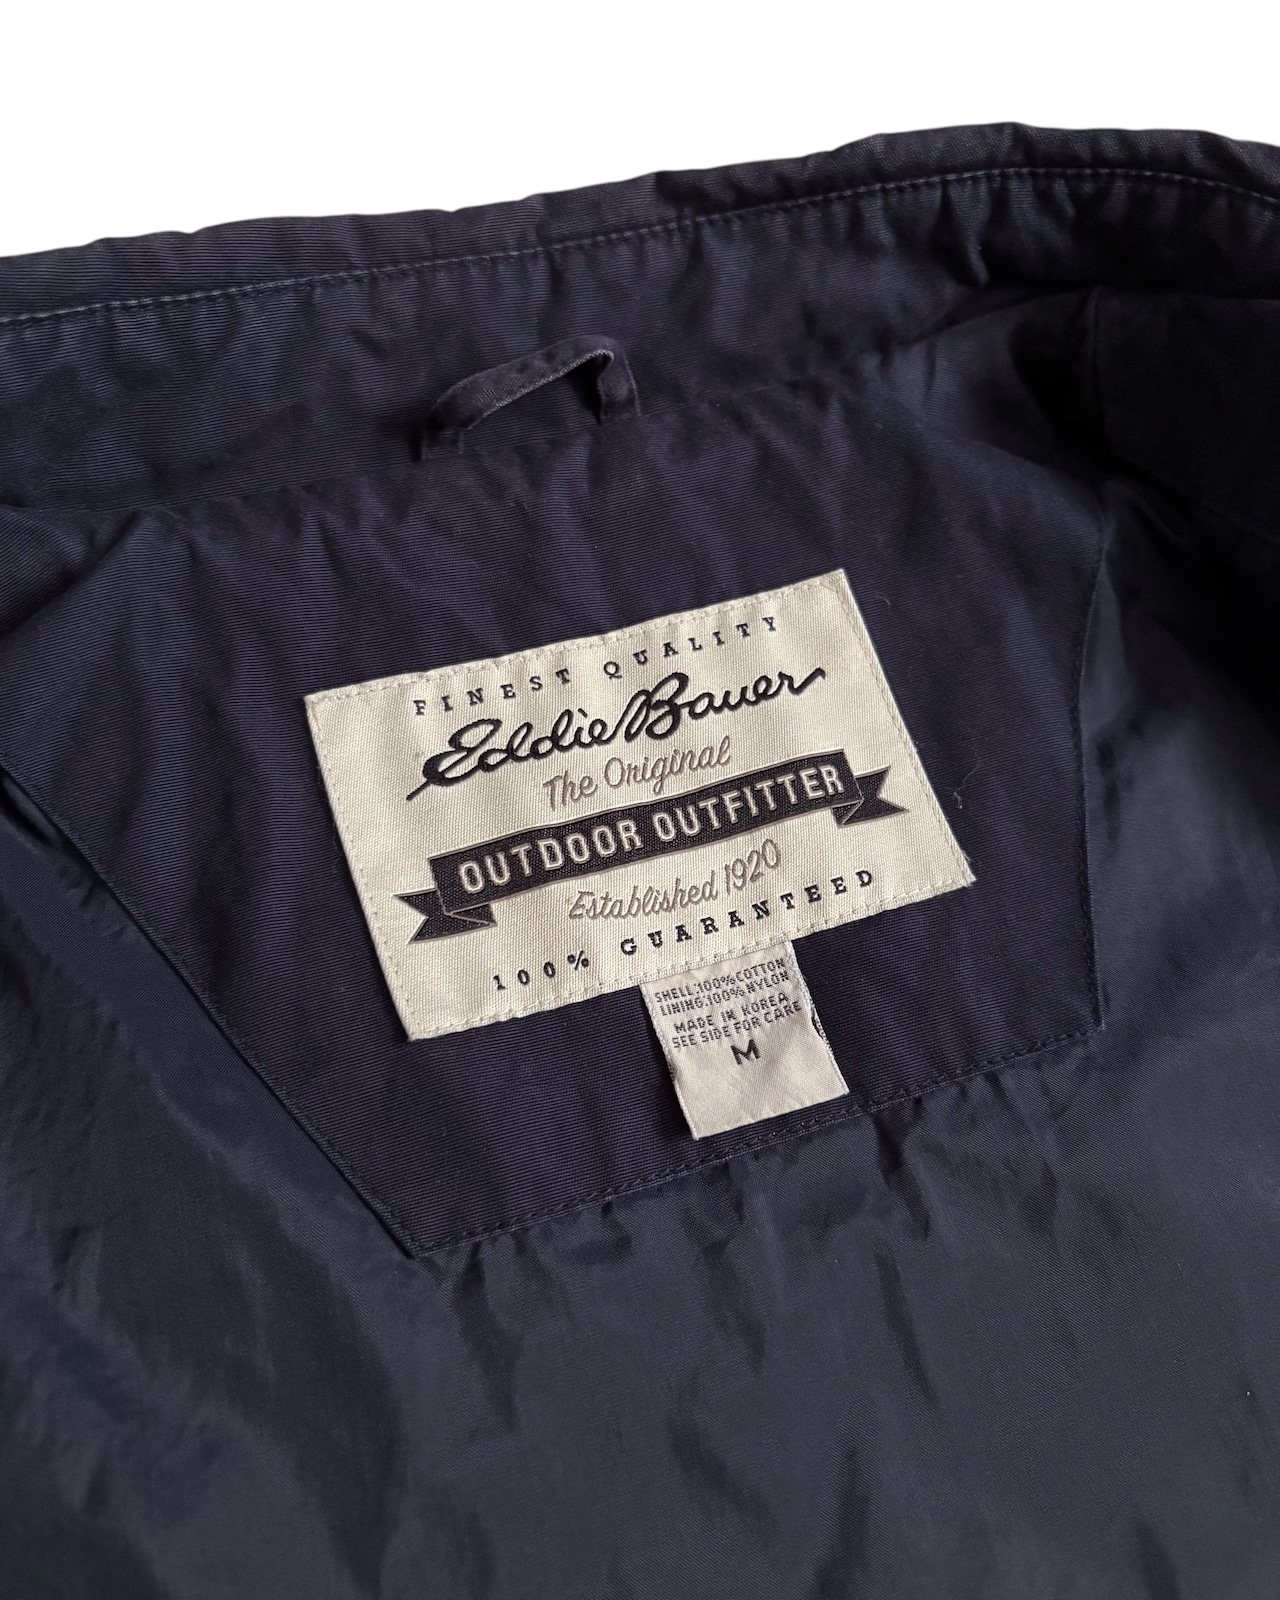 FINEST QUALITY
Eddie Bauer
The Original
OUTDOOR OUTFITTER
Established 1920
100% GUARANTEED
SHELL:100% COTTON
LINING:100% NYLON
MADE IN KOREA
SEE SIDE FOR CARE
M